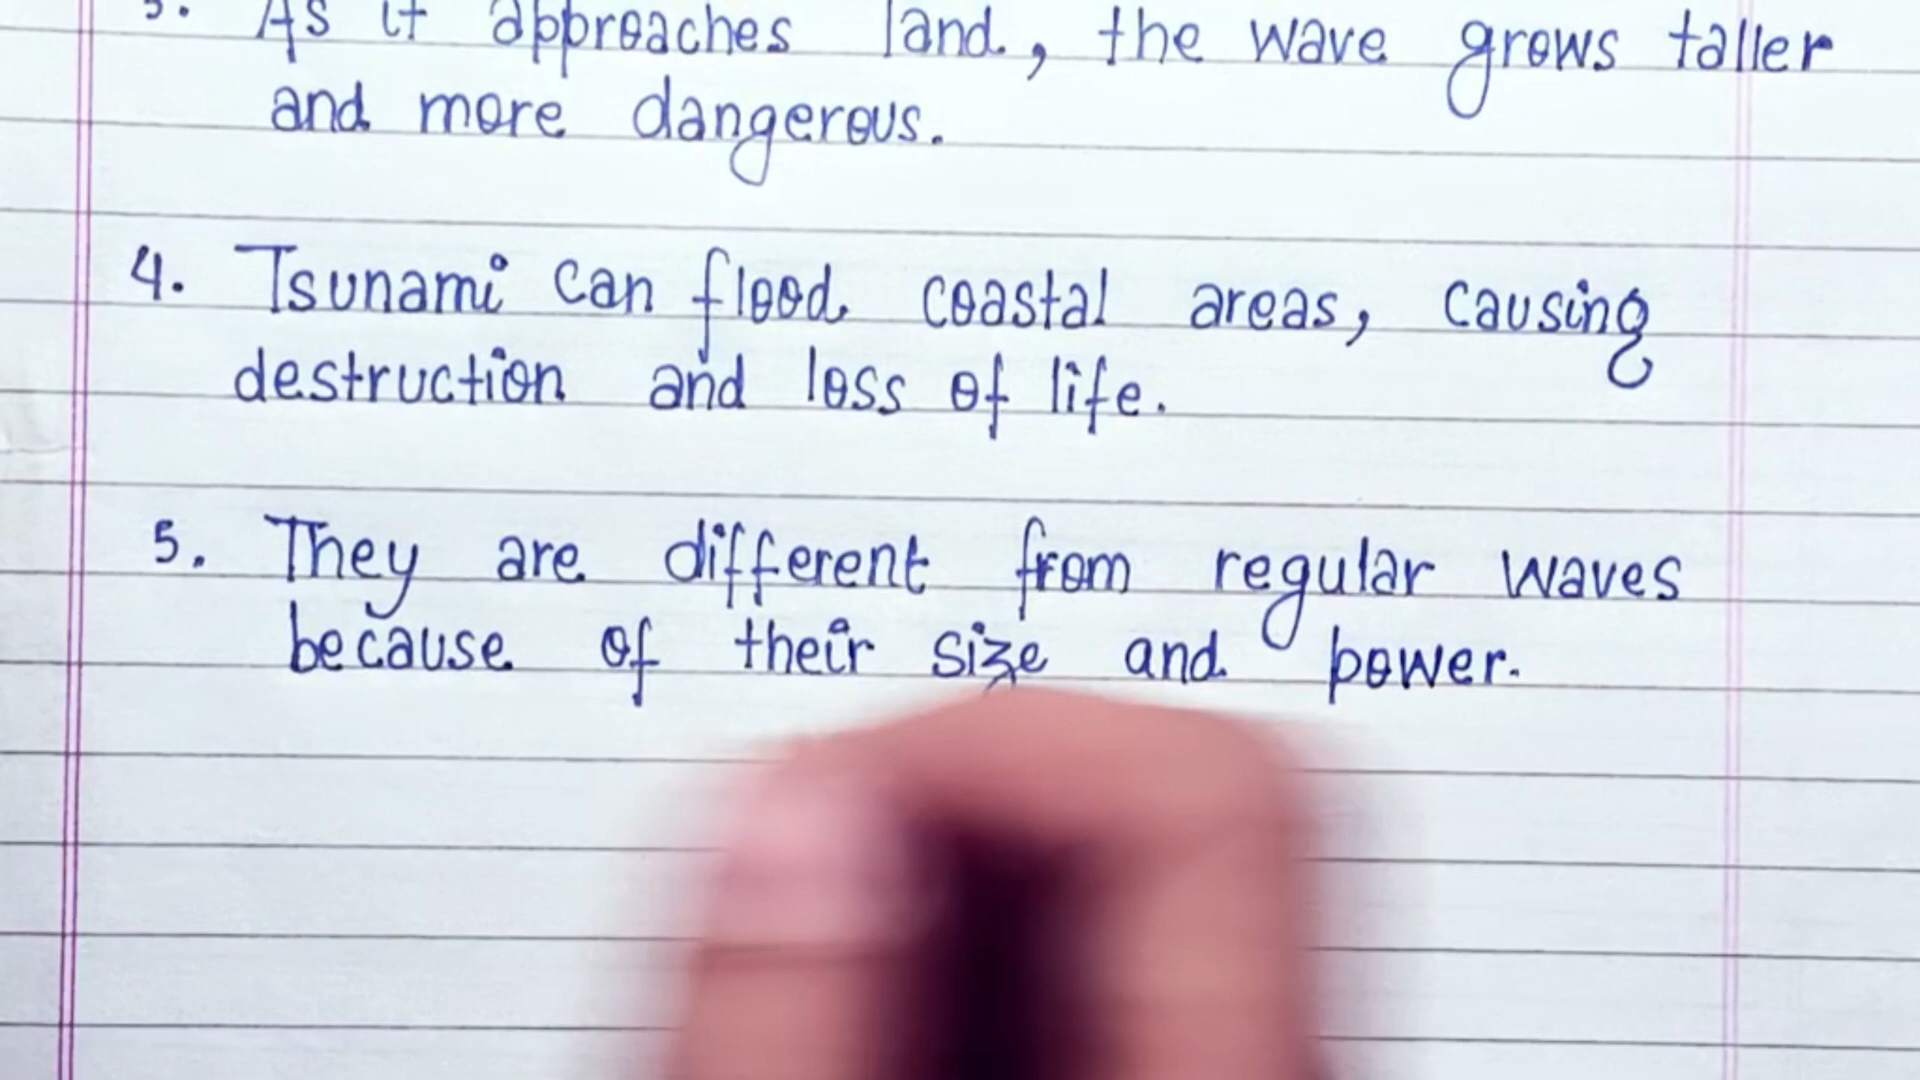 3. As it approaches land, the wave grows taller
and more dangerous.
4. Tsunami can flood coastal areas, causing
destruction and loss of life.
5. They are different from regular waves
because of their size and power.